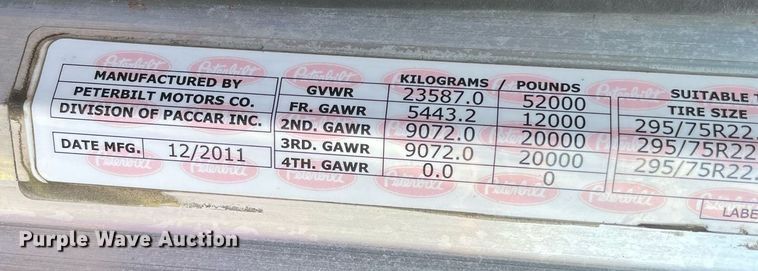 MANUFACTURED BY
PETERBILT MOTORS CO.
DIVISION OF PACCAR INC.
DATE MFG. 12/2011
KILOGRAMS / POUNDS
GVWR 23587.0 52000
FR. GAWR 5443.2 12000
2ND. GAWR 9072.0 20000
3RD. GAWR 9072.0 20000
4TH. GAWR 0.0 0
SUITABLE T
TIRE SIZE
295/75R22.
295/75R22.
295/75R22.
LABE
Peterbilt
Purple Wave Auction